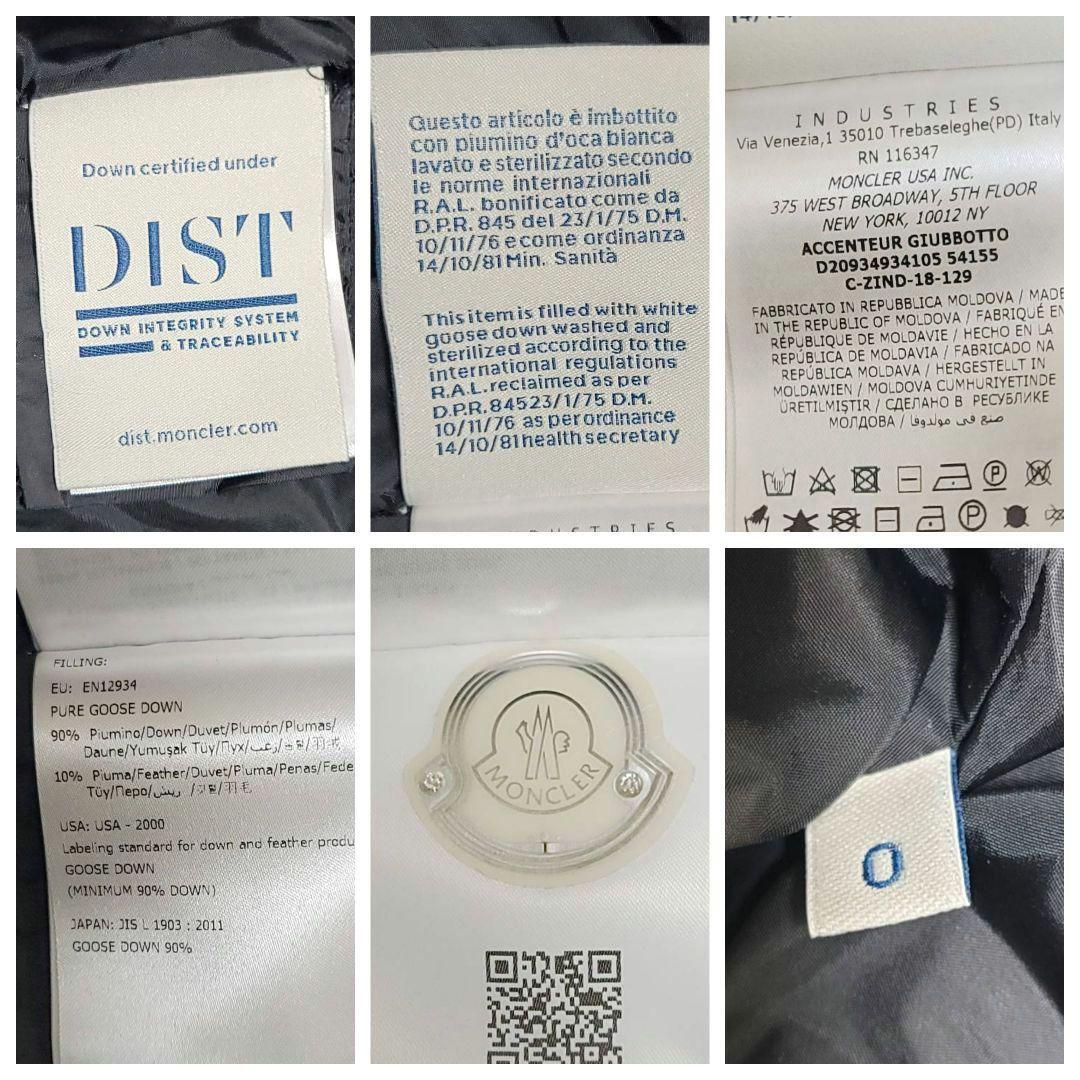 Down certified under
DIST
DOWN INTEGRITY SYSTEM
& TRACEABILITY
dist.moncler.com
Questo articolo è imbottito
con piumino d'oca bianca
lavato e sterilizzato secondo
le norme internazionali
R.A.L. bonificato come da
D.P.R. 845 del 23/1/75 D.M.
10/11/76 e come ordinanza
14/10/81 Min. Sanità
This item is filled with white
goose down washed and
sterilized according to the
international regulations
R.A.L. reclaimed as per
D.P.R. 84523/1/75 D.M.
10/11/76 as per ordinance
14/10/81 health secretary
USTRIES
INDUSTRIES
Via Venezia,1 35010 Trebaseleghe(PD) Italy
RN 116347
MONCLER USA INC.
375 WEST BROADWAY, 5TH FLOOR
NEW YORK, 10012 NY
ACCENTEUR GIUBBOTTO
D20934934105 54155
C-ZIND-18-129
FABBRICATO IN REPUBBLICA MOLDOVA / MADE
IN THE REPUBLIC OF MOLDOVA / FABRIQUÉ EN
RÉPUBLIQUE DE MOLDAVIE / HECHO EN LA
REPÚBLICA DE MOLDAVIA / FABRICADO NA
REPÚBLICA MOLDOVA / HERGESTELLT IN
MOLDAWIEN / MOLDOVA CUMHURIYETINDE
ÜRETILMIŞTIR / СДЕЛАНО В РЕСПУБЛИКЕ
МОЛДОВА / صنع في مولدوفا
P
P
FILLING:
EU: EN12934
PURE GOOSE DOWN
90% Piumino/Down/Duvet/Plumón/Plumas/
Daune/Yumuşak Tüy/Пух/زغب/솜털/羽毛
10% Piuma/Feather/Duvet/Pluma/Penas/Fede
Tüy/Перо/ريش/깃털/羽毛
USA: USA - 2000
Labeling standard for down and feather produ
GOOSE DOWN
(MINIMUM 90% DOWN)
JAPAN: JIS L 1903 : 2011
GOOSE DOWN 90%
MONCLER
0